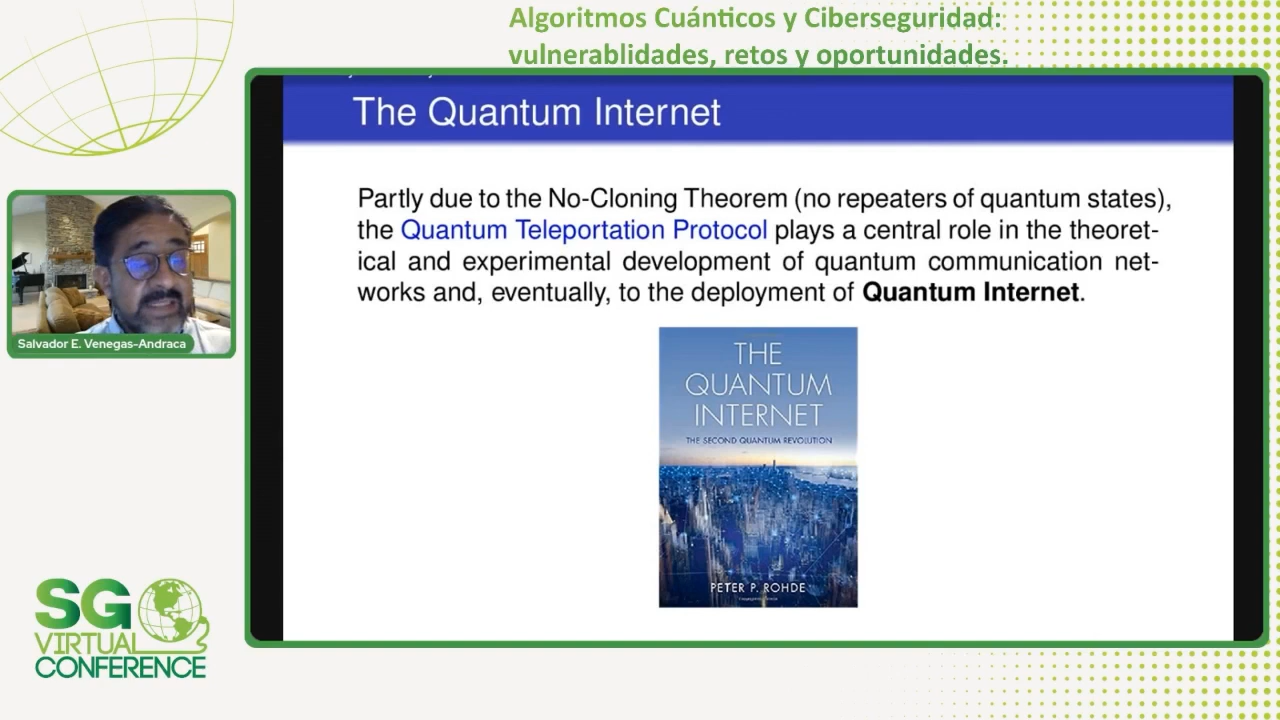 Algoritmos Cuánticos y Ciberseguridad:
vulnerablidades, retos y oportunidades.
The Quantum Internet
Partly due to the No-Cloning Theorem (no repeaters of quantum states),
the Quantum Teleportation Protocol plays a central role in the theoret-
ical and experimental development of quantum communication net-
works and, eventually, to the deployment of Quantum Internet.
THE
QUANTUM
INTERNET
THE SECOND QUANTUM REVOLUTION
PETER P. ROHDE
Salvador E. Venegas-Andraca
SG
VIRTUAL
CONFERENCE